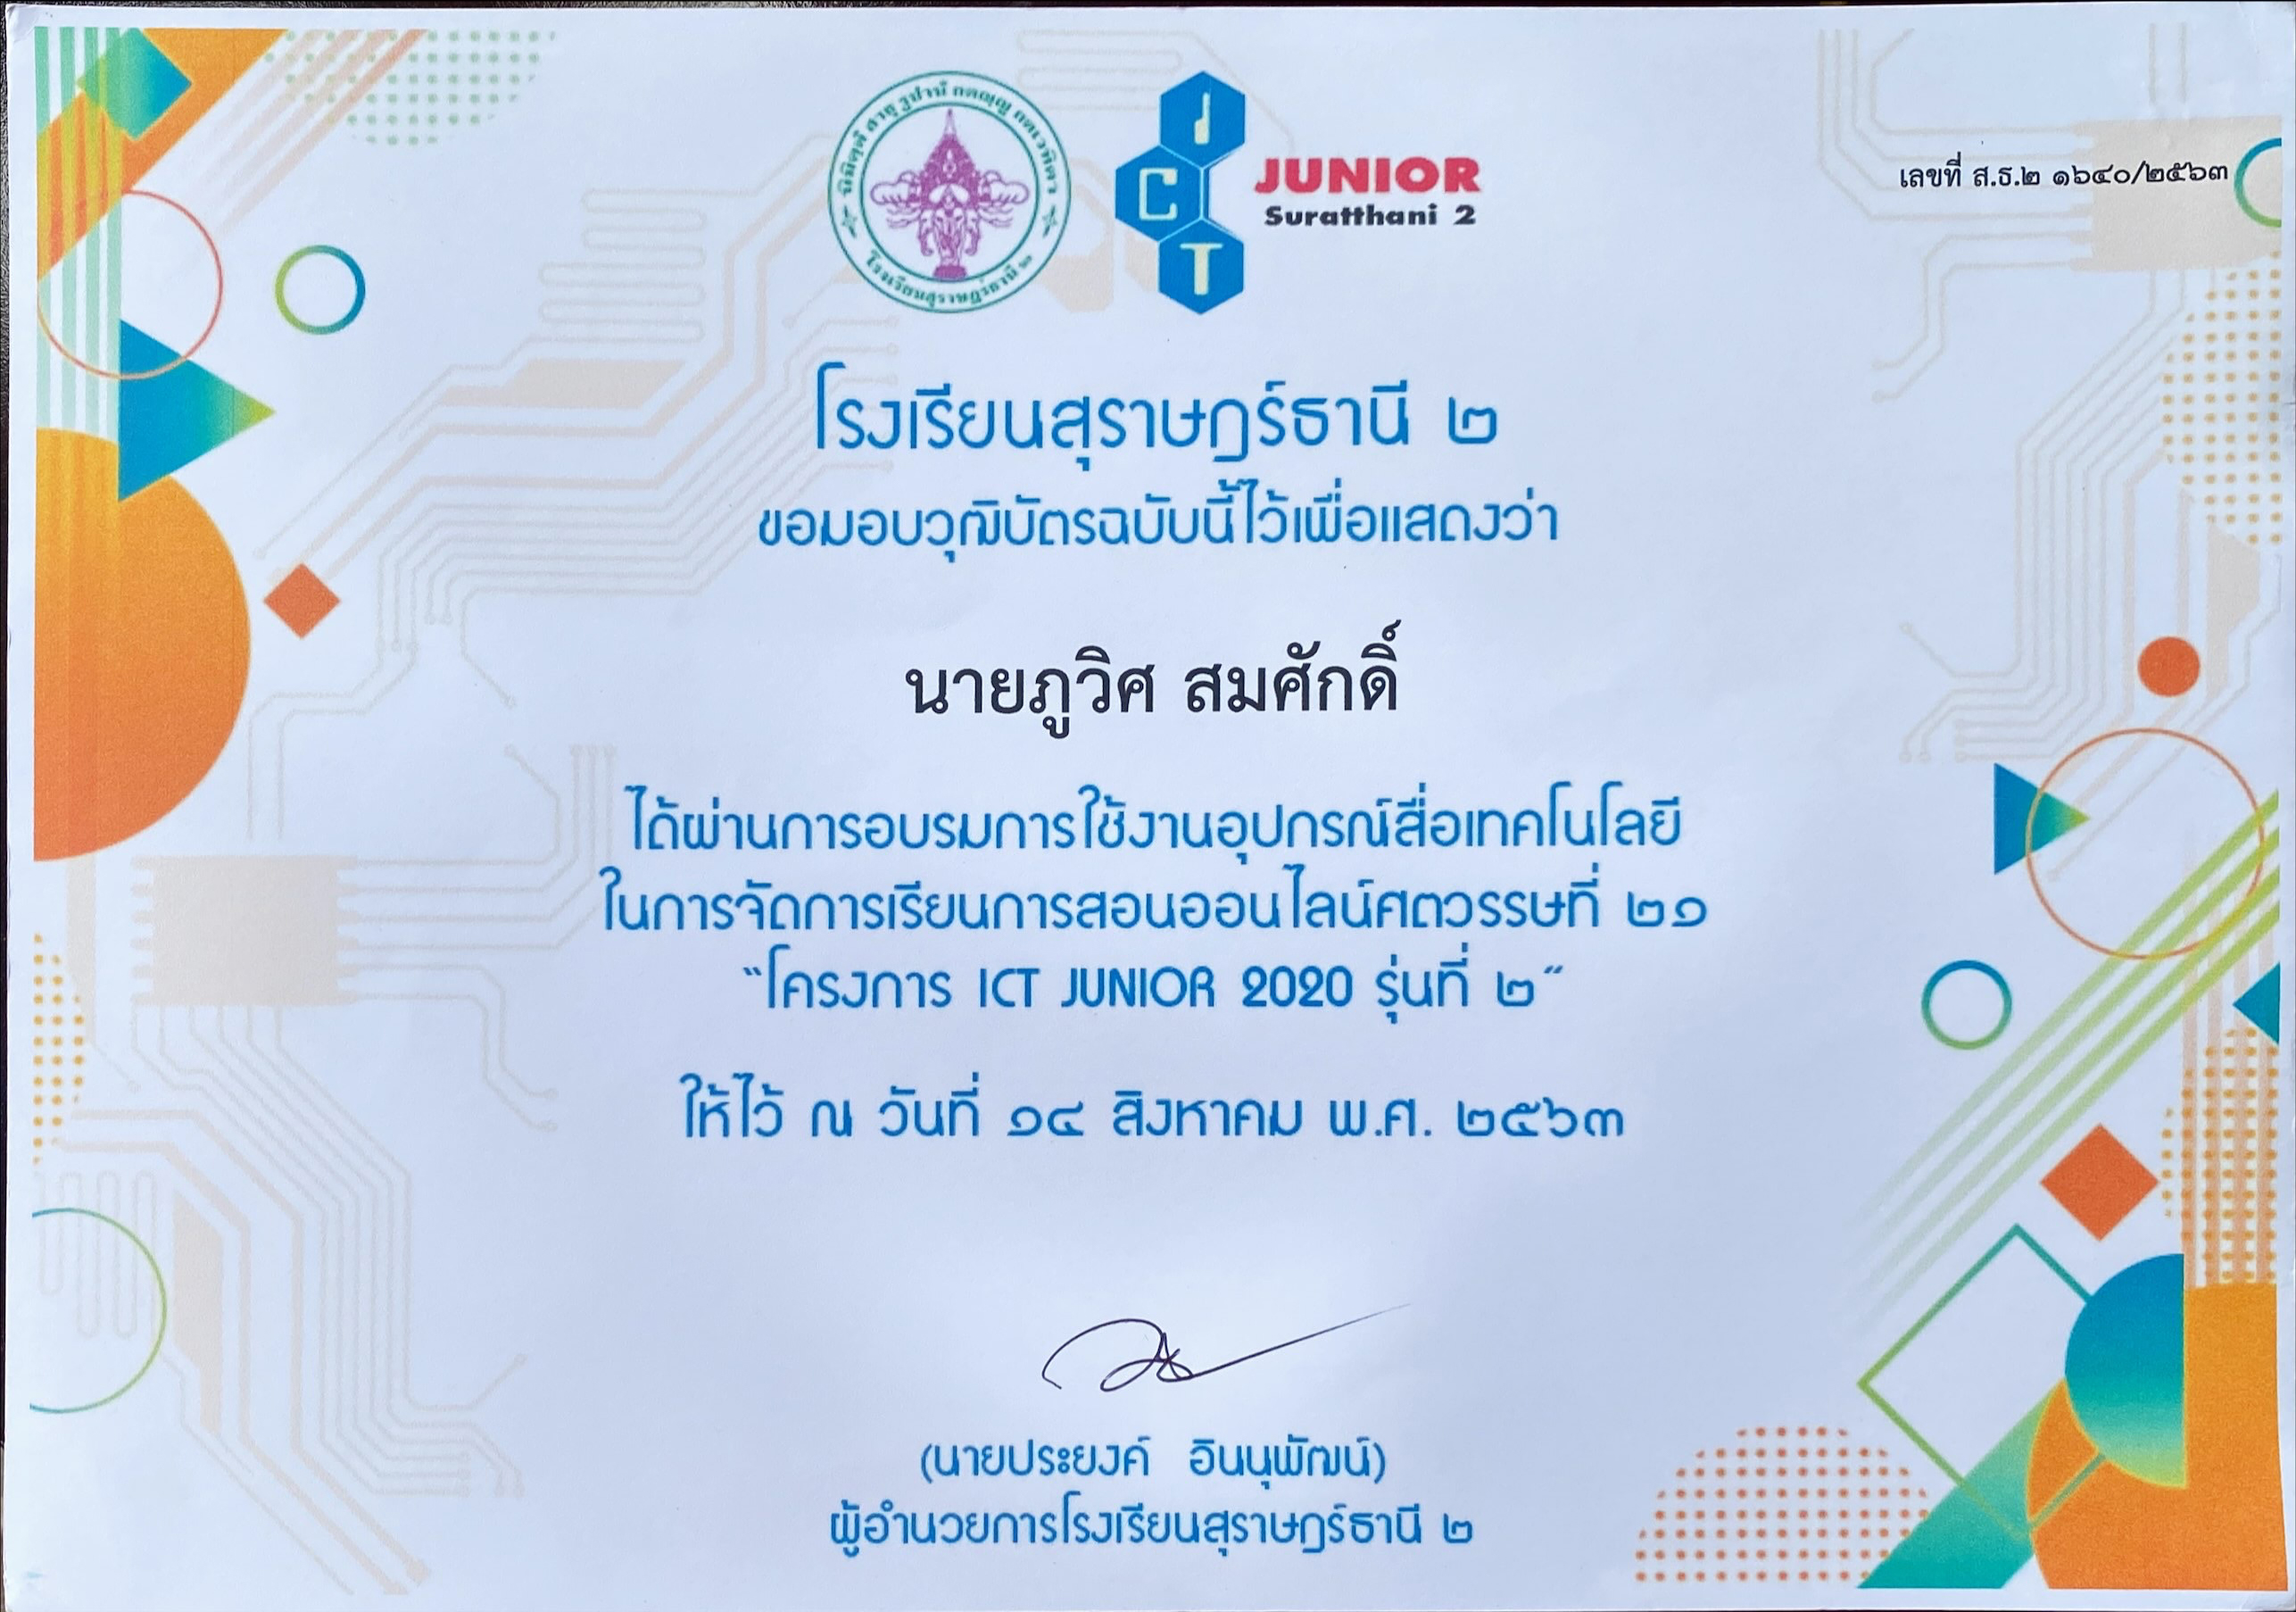 นิมิตฺตํ สาธุ รูปานํ กตญฺญู กตเวทิตา
โรงเรียนสุราษฎร์ธานี ๒
I
C
T
JUNIOR
Suratthani 2
เลขที่ ส.ธ.๒ ๑๖๔๐/๒๕๖๓
โรงเรียนสุราษฎร์ธานี ๒
ขอมอบวุฒิบัตรฉบับนี้ไว้เพื่อแสดงว่า
นายภูวิศ สมศักดิ์
ได้ผ่านการอบรมการใช้งานอุปกรณ์สื่อเทคโนโลยี
ในการจัดการเรียนการสอนออนไลน์ศตวรรษที่ ๒๑
“โครงการ ICT JUNIOR 2020 รุ่นที่ ๒”
ให้ไว้ ณ วันที่ ๑๔ สิงหาคม พ.ศ. ๒๕๖๓
(นายประยงค์ อินนุพัฒน์)
ผู้อำนวยการโรงเรียนสุราษฎร์ธานี ๒